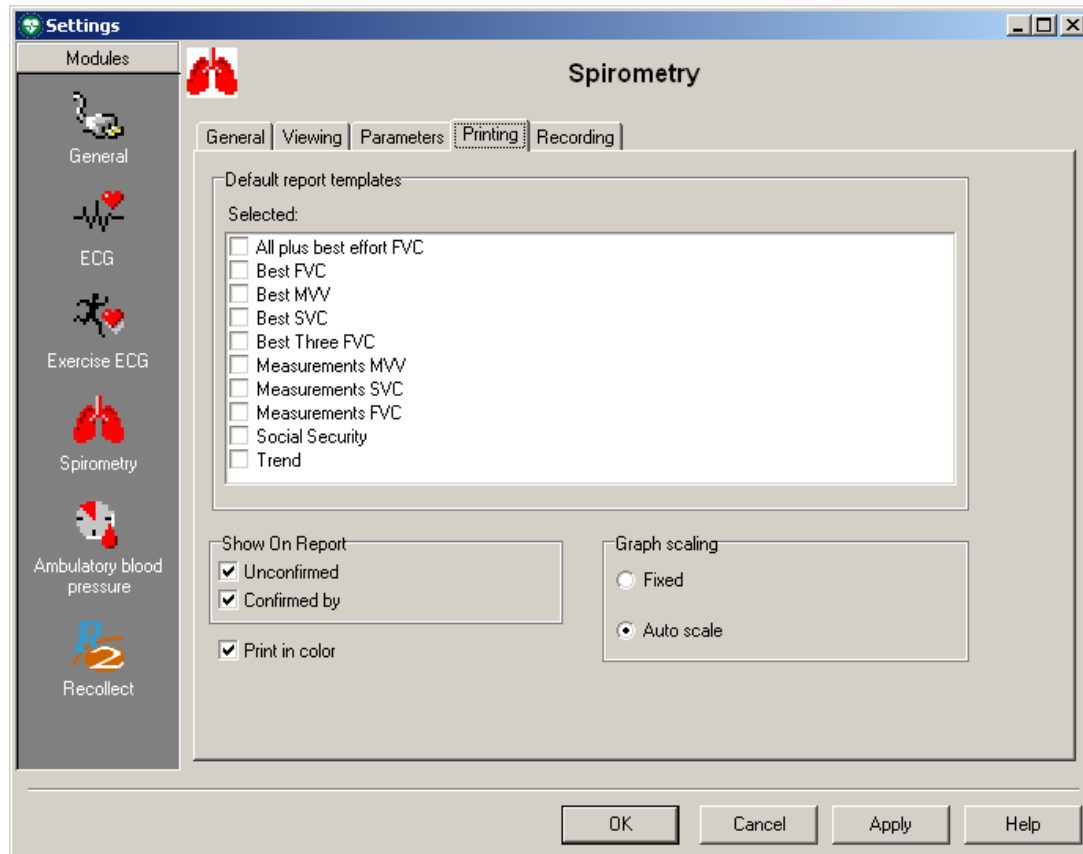 Settings
Modules
General
ECG
Exercise ECG
Spirometry
Ambulatory blood
pressure
R2
Recollect
Spirometry
General Viewing Parameters Printing Recording
Default report templates
Selected:
All plus best effort FVC
Best FVC
Best MVV
Best SVC
Best Three FVC
Measurements MVV
Measurements SVC
Measurements FVC
Social Security
Trend
Show On Report
Unconfirmed
Confirmed by
Print in color
Graph scaling
Fixed
Auto scale
OK Cancel Apply Help